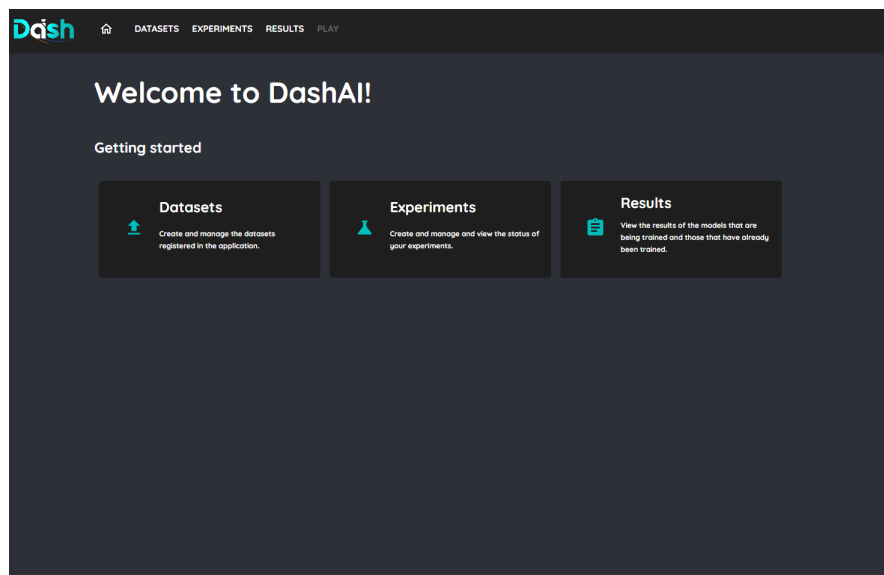 Dash
DATASETS EXPERIMENTS RESULTS PLAY
Welcome to DashAI!
Getting started
Datasets
Create and manage the datasets
registered in the application.
Experiments
Create and manage and view the status of
your experiments.
Results
View the results of the models that are
being trained and those that have already
been trained.